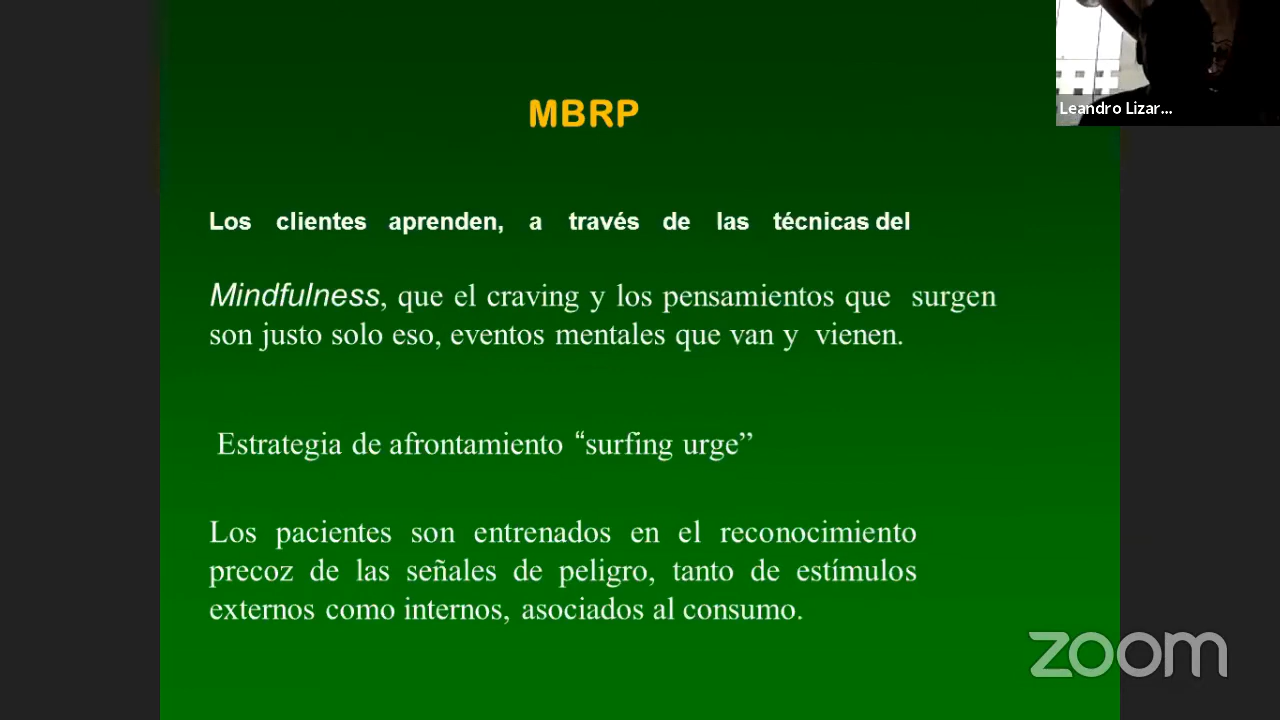 MBRP
Leandro Lizar...
Los clientes aprenden, a través de las técnicas del
Mindfulness, que el craving y los pensamientos que surgen
son justo solo eso, eventos mentales que van y vienen.
Estrategia de afrontamiento “surfing urge”
Los pacientes son entrenados en el reconocimiento
precoz de las señales de peligro, tanto de estímulos
externos como internos, asociados al consumo.
zoom